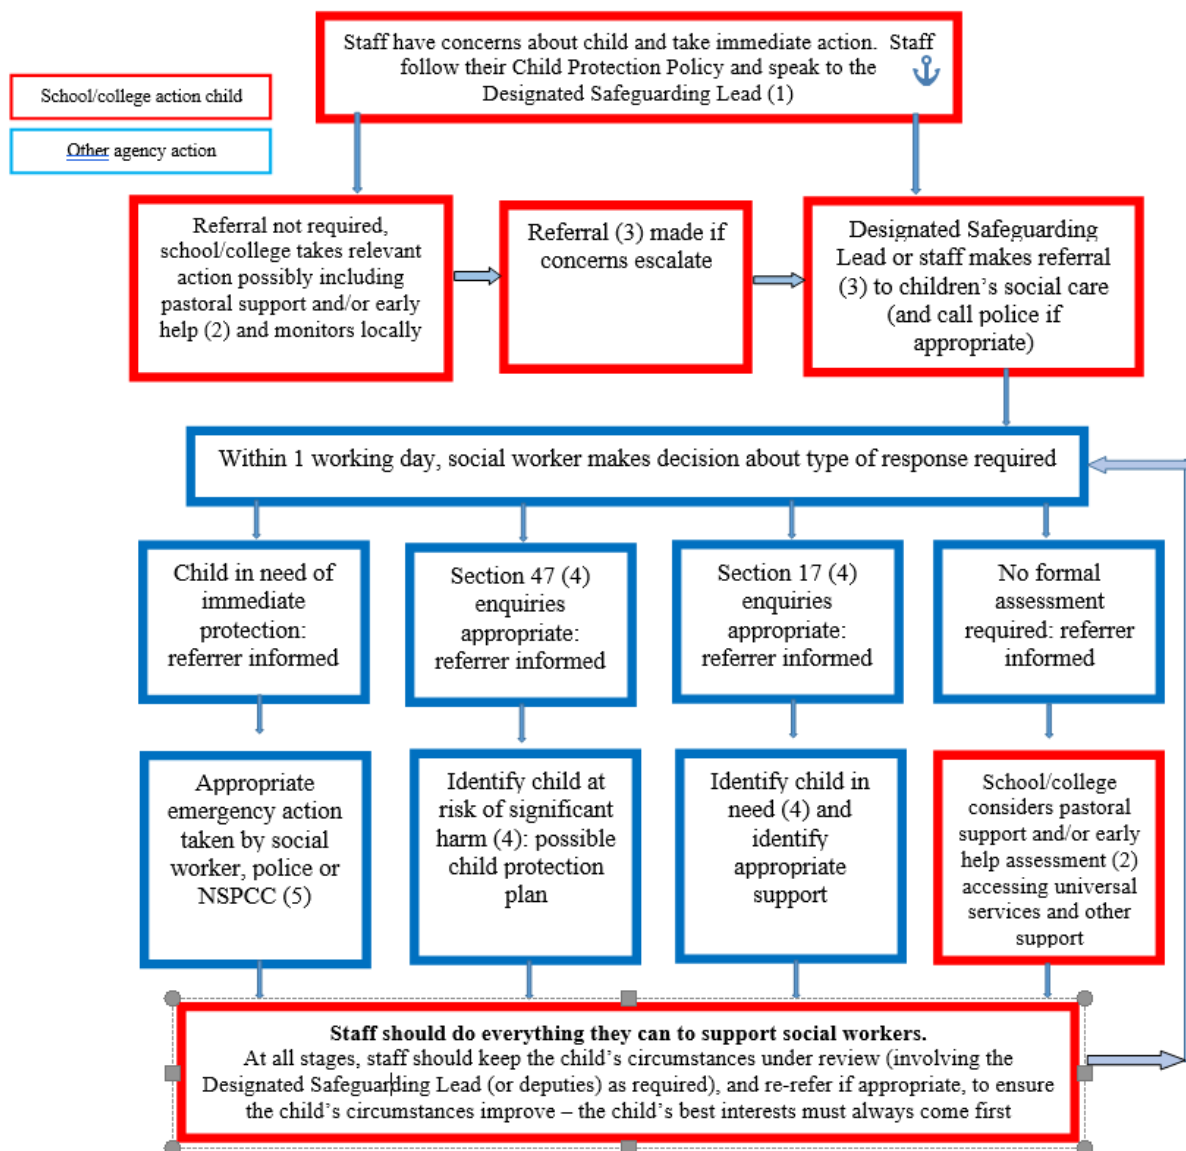 Staff have concerns about child and take immediate action.  Staff
follow their Child Protection Policy and speak to the
Designated Safeguarding Lead (1)
School/college action child
Other agency action
Referral not required,
school/college takes relevant
action possibly including
pastoral support and/or early
help (2) and monitors locally
Referral (3) made if
concerns escalate
Designated Safeguarding
Lead or staff makes referral
(3) to children’s social care
(and call police if
appropriate)
Within 1 working day, social worker makes decision about type of response required
Child in need of
immediate
protection:
referrer informed
Section 47 (4)
enquiries
appropriate:
referrer informed
Section 17 (4)
enquiries
appropriate:
referrer informed
No formal
assessment
required: referrer
informed
Appropriate
emergency action
taken by social
worker, police or
NSPCC (5)
Identify child at
risk of significant
harm (4): possible
child protection
plan
Identify child in
need (4) and
identify
appropriate
support
School/college
considers pastoral
support and/or early
help assessment (2)
accessing universal
services and other
support
Staff should do everything they can to support social workers.
At all stages, staff should keep the child’s circumstances under review (involving the
Designated Safeguarding Lead (or deputies) as required), and re-refer if appropriate, to ensure
the child’s circumstances improve – the child’s best interests must always come first